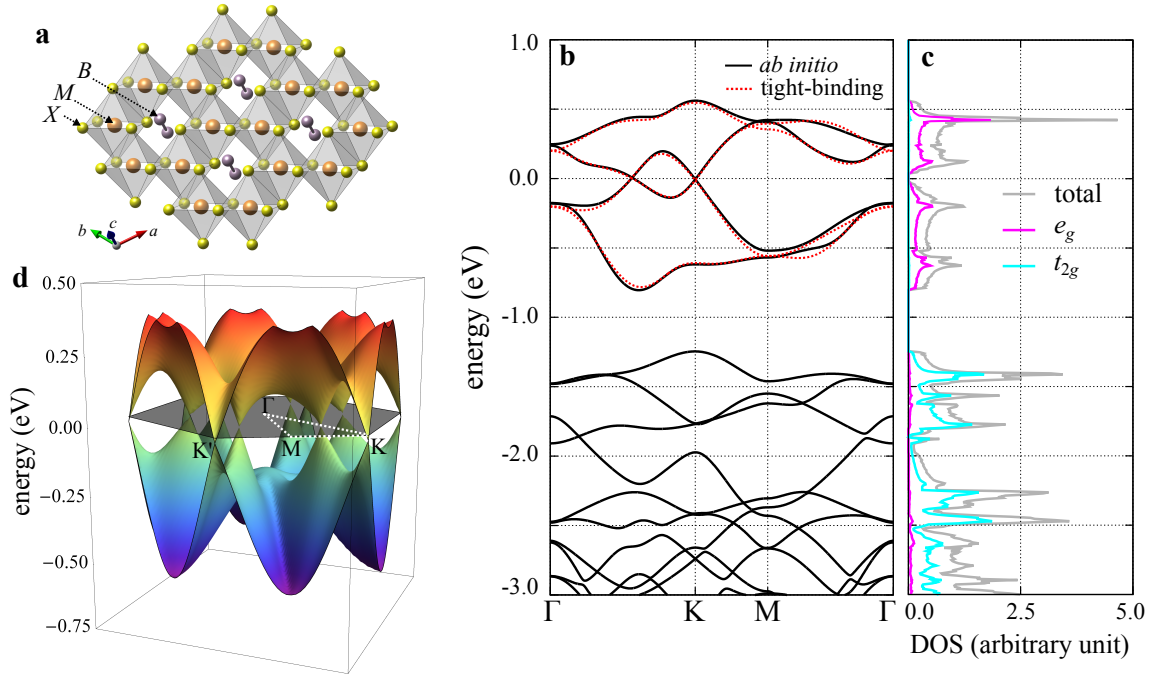 a
B
M
X
b
c
a
d
0.50
0.25
0.00
−0.25
−0.50
−0.75
energy (eV)
Γ
K'
M
K
b
ab initio
tight-binding
1.0
0.0
-1.0
-2.0
-3.0
energy (eV)
Γ
K
M
Γ
c
total
e_g
t_{2g}
0.0
2.5
5.0
DOS (arbitrary unit)